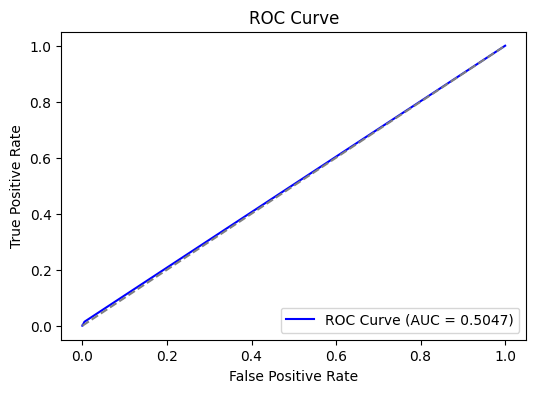 ROC Curve
1.0
0.8
0.6
0.4
0.2
0.0
True Positive Rate
ROC Curve (AUC = 0.5047)
0.0 0.2 0.4 0.6 0.8 1.0
False Positive Rate